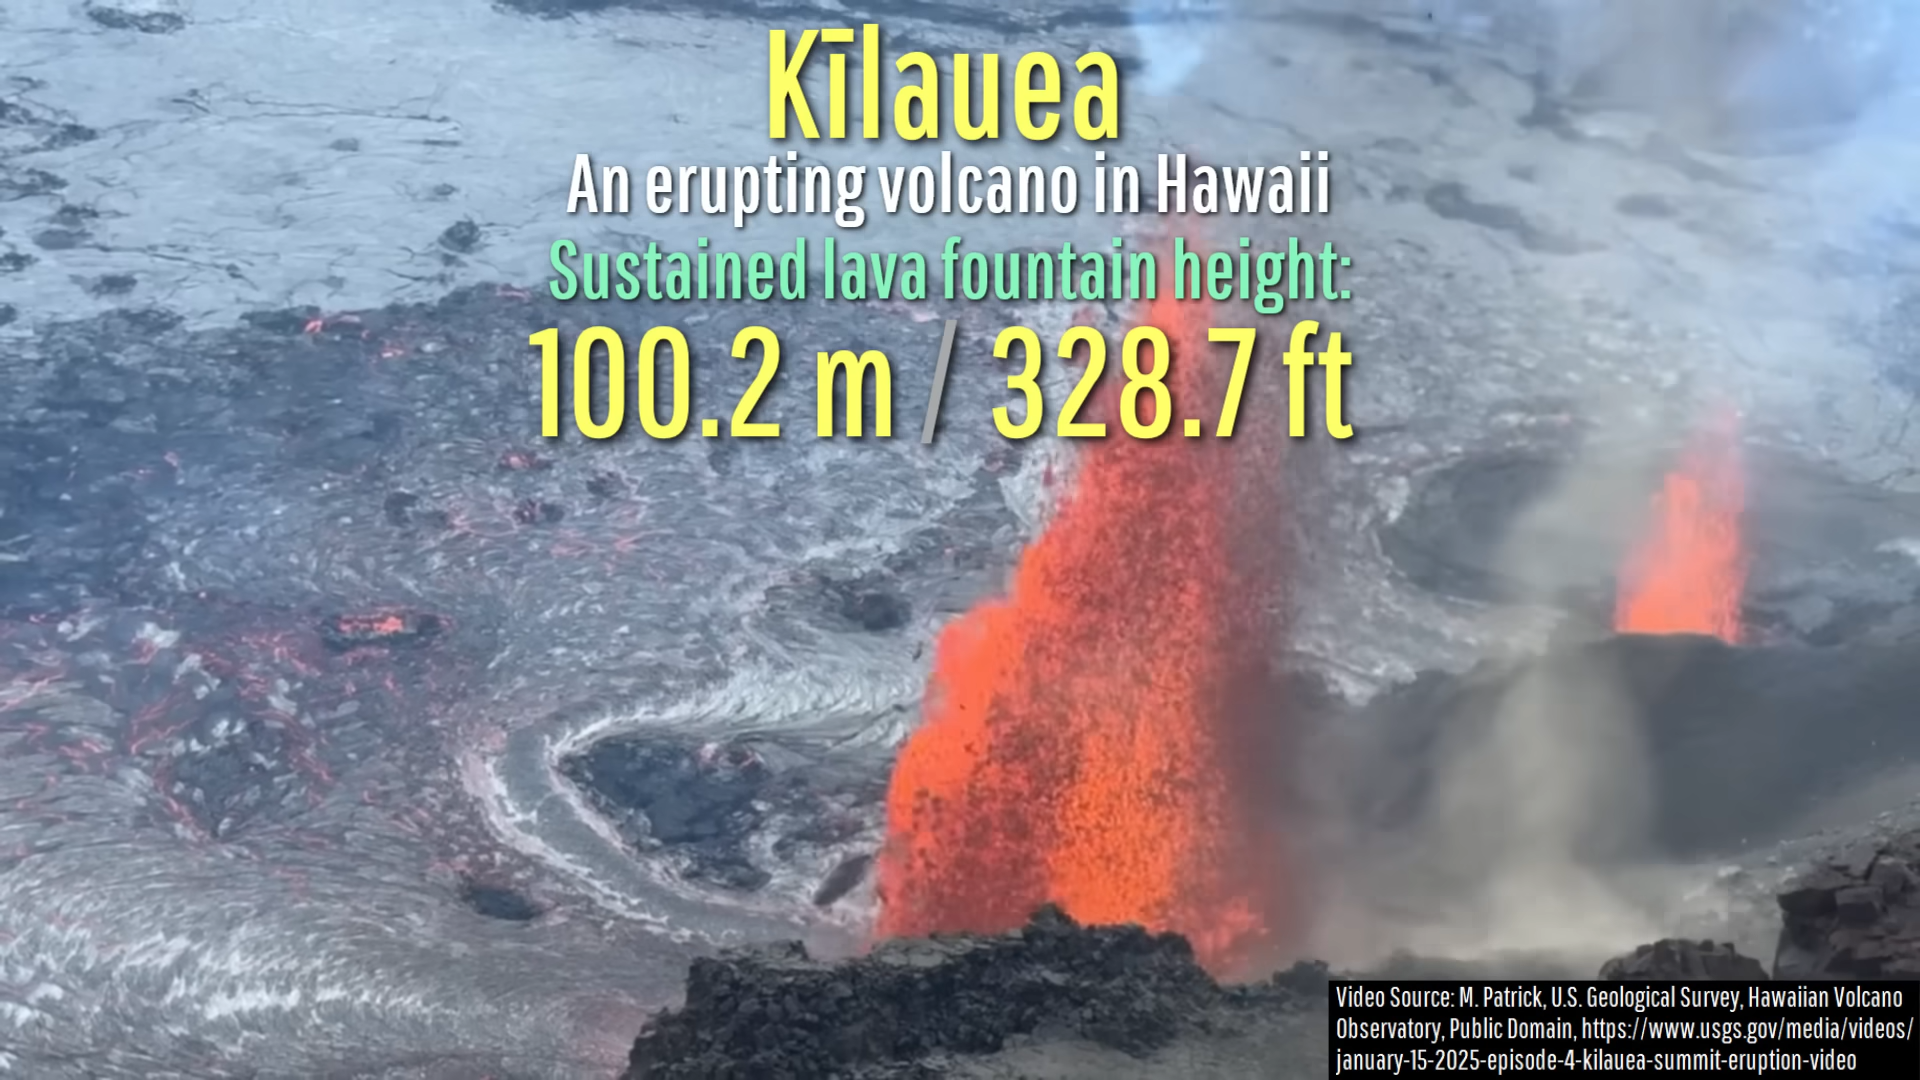 Kīlauea
An erupting volcano in Hawaii
Sustained lava fountain height:
100.2 m / 328.7 ft
Video Source: M. Patrick, U.S. Geological Survey, Hawaiian Volcano
Observatory, Public Domain, https://www.usgs.gov/media/videos/
january-15-2025-episode-4-kilauea-summit-eruption-video